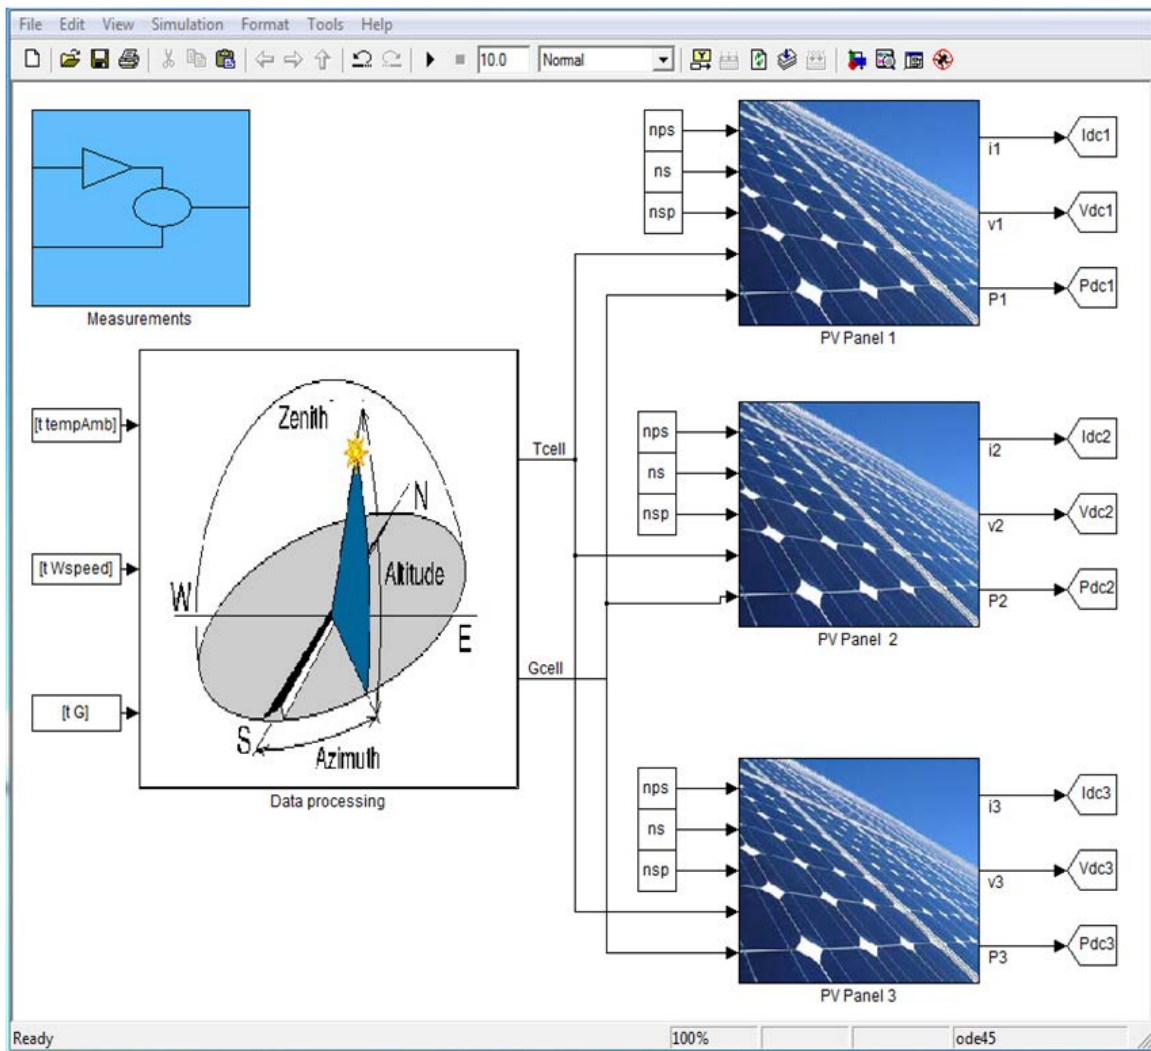 File Edit View Simulation Format Tools Help
10.0 Normal
Measurements
[t tempAmb]
[t Wspeed]
[t G]
Zenith
N
Altitude
W
E
S
Azimuth
Data processing
Tcell
Gcell
nps
ns
nsp
i1
v1
P1
Idc1
Vdc1
Pdc1
PV Panel 1
nps
ns
nsp
i2
v2
P2
Idc2
Vdc2
Pdc2
PV Panel 2
nps
ns
nsp
i3
v3
P3
Idc3
Vdc3
Pdc3
PV Panel 3
Ready 100% ode45